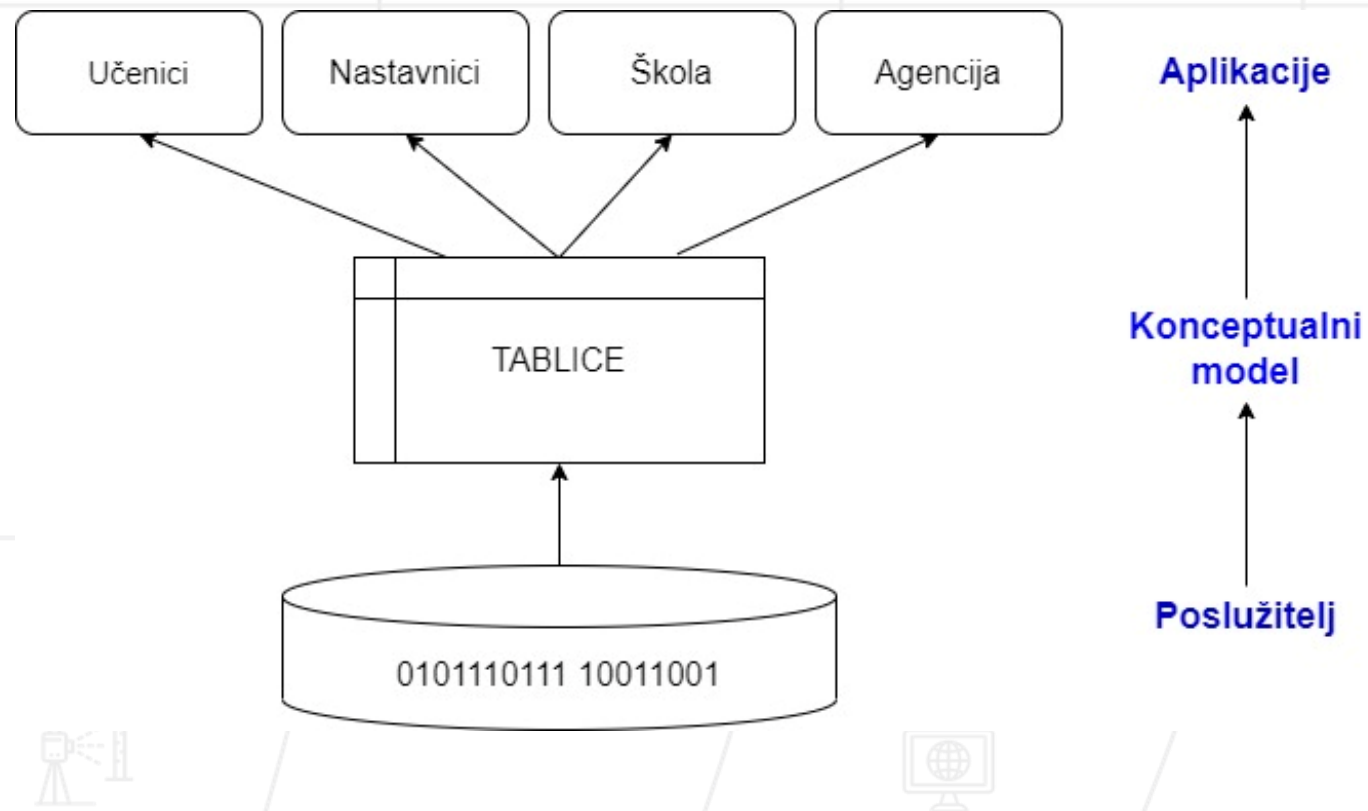 Učenici
Nastavnici
Škola
Agencija
Aplikacije
TABLICE
Konceptualni
model
0101110111 10011001
Poslužitelj